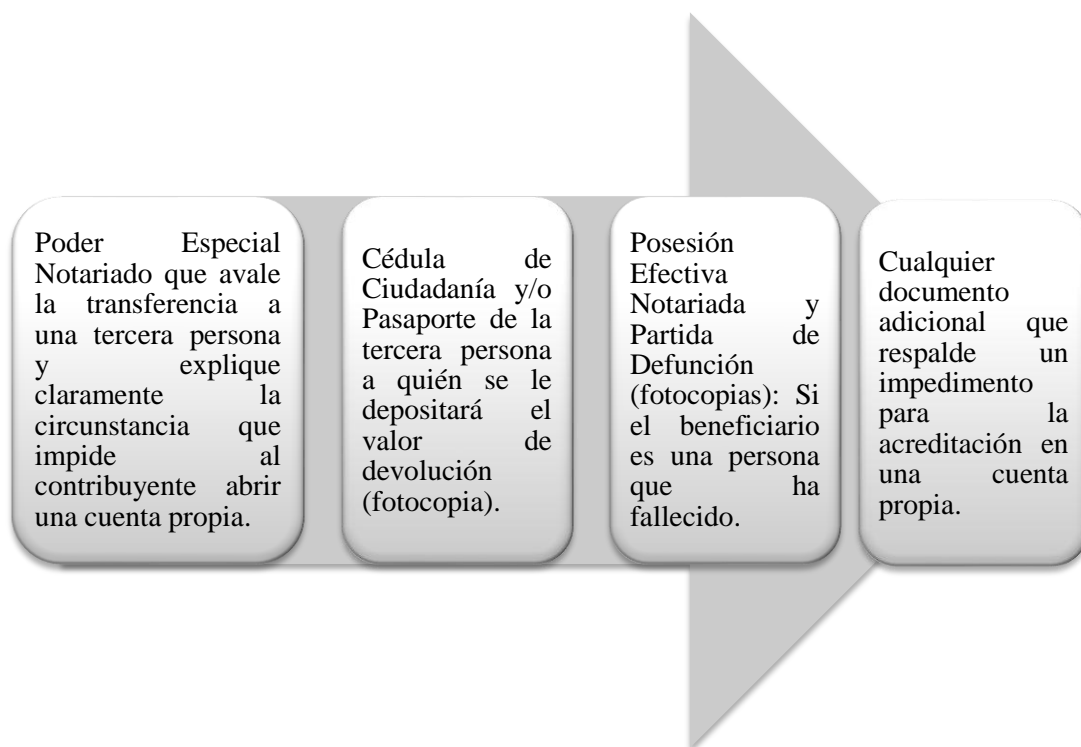 Poder Especial
Notariado que avale
la transferencia a
una tercera persona
y explique
claramente la
circunstancia que
impide al
contribuyente abrir
una cuenta propia.
Cédula de
Ciudadanía y/o
Pasaporte de la
tercera persona
a quién se le
depositará el
valor de
devolución
(fotocopia).
Posesión
Efectiva
Notariada y
Partida de
Defunción
(fotocopias): Si
el beneficiario
es una persona
que ha
fallecido.
Cualquier
documento
adicional que
respalde un
impedimento
para la
acreditación en
una cuenta
propia.